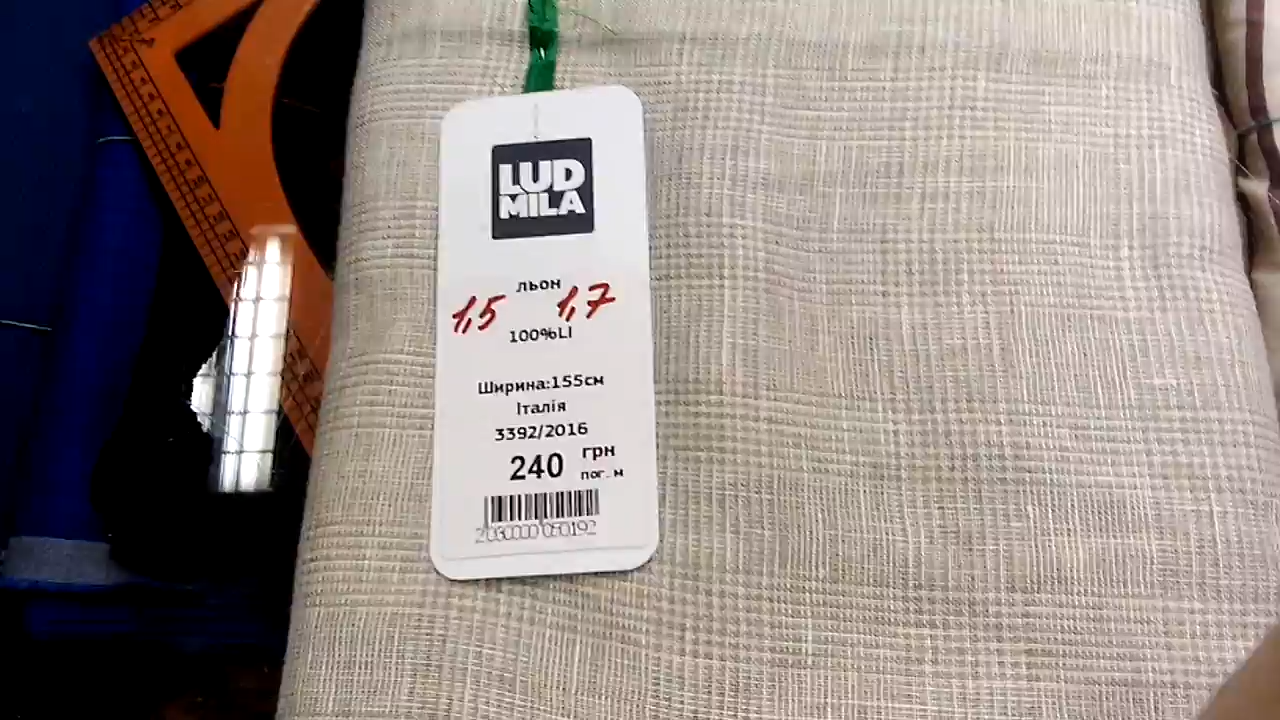 LUD
MILA
льон
1,5 1,7
100%LI
Ширина:155см
Італія
3392/2016
240 грн
пог. м